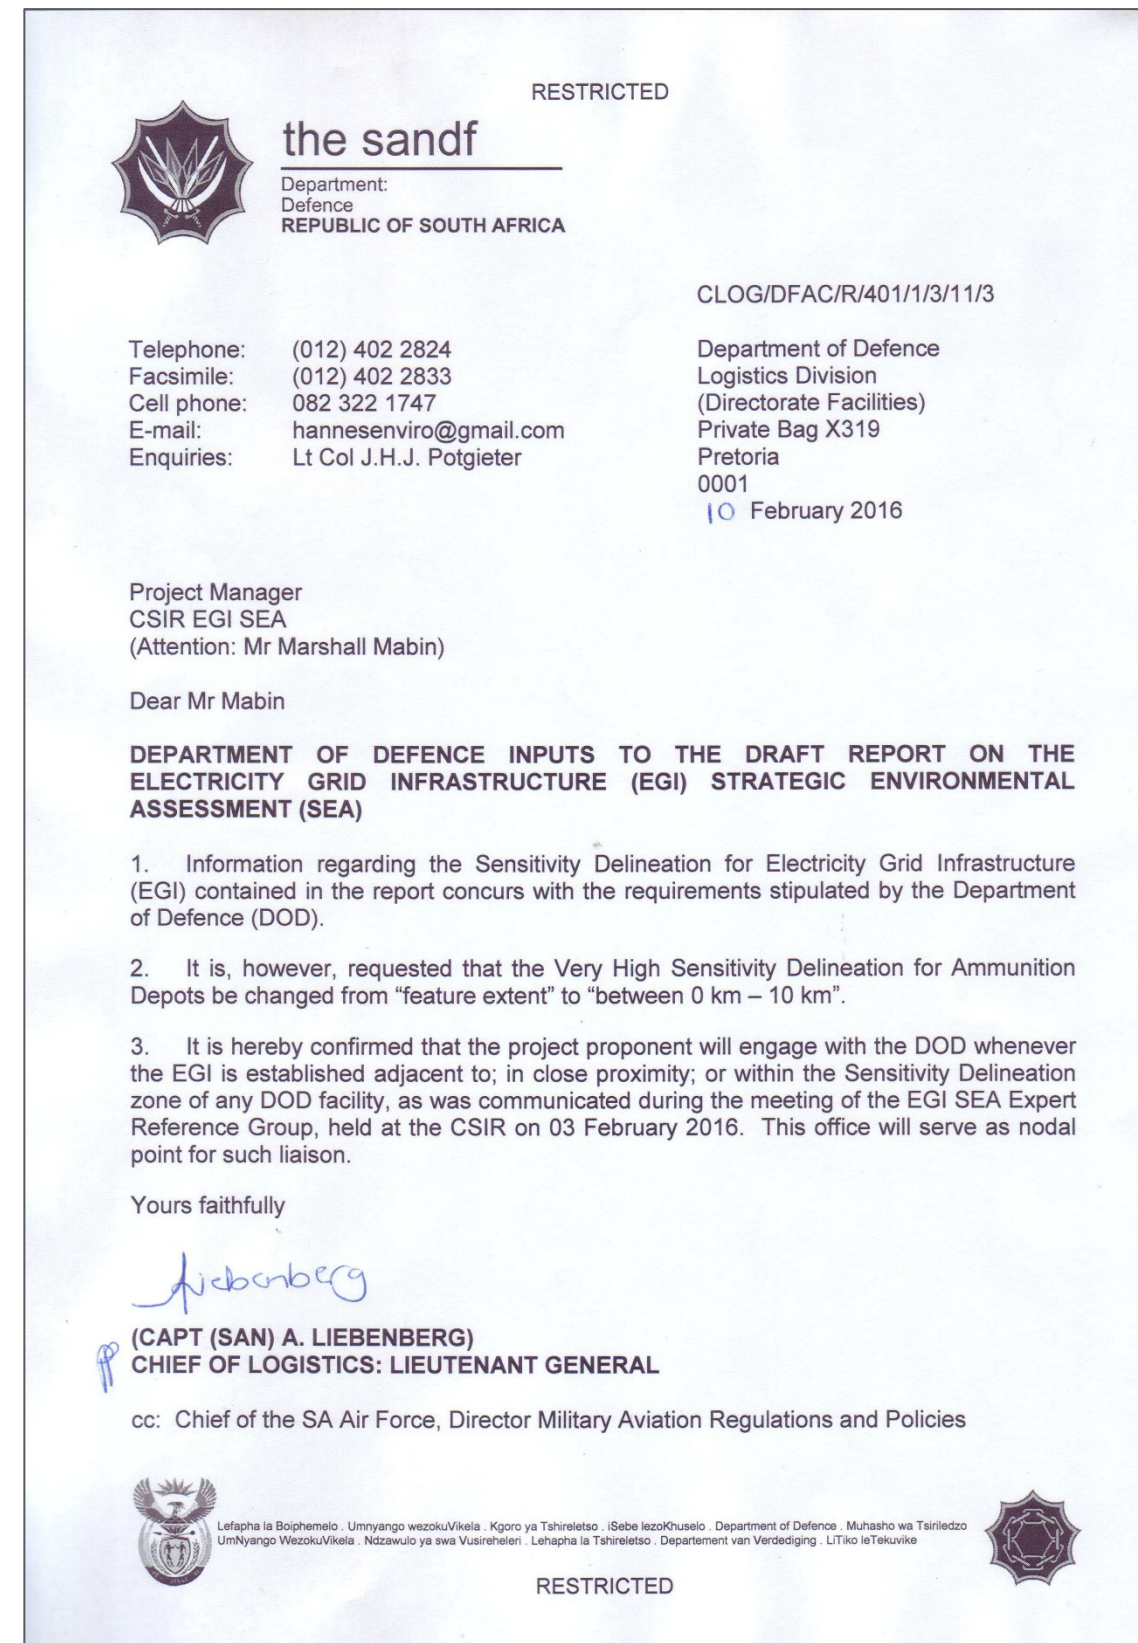 RESTRICTED
the sandf
Department:
Defence
REPUBLIC OF SOUTH AFRICA
CLOG/DFAC/R/401/1/3/11/3
Telephone: (012) 402 2824
Facsimile: (012) 402 2833
Cell phone: 082 322 1747
E-mail: hannesenviro@gmail.com
Enquiries: Lt Col J.H.J. Potgieter
Department of Defence
Logistics Division
(Directorate Facilities)
Private Bag X319
Pretoria
0001
10 February 2016
Project Manager
CSIR EGI SEA
(Attention: Mr Marshall Mabin)
Dear Mr Mabin
DEPARTMENT OF DEFENCE INPUTS TO THE DRAFT REPORT ON THE
ELECTRICITY GRID INFRASTRUCTURE (EGI) STRATEGIC ENVIRONMENTAL
ASSESSMENT (SEA)
1. Information regarding the Sensitivity Delineation for Electricity Grid Infrastructure
(EGI) contained in the report concurs with the requirements stipulated by the Department
of Defence (DOD).
2. It is, however, requested that the Very High Sensitivity Delineation for Ammunition
Depots be changed from “feature extent” to “between 0 km – 10 km”.
3. It is hereby confirmed that the project proponent will engage with the DOD whenever
the EGI is established adjacent to; in close proximity; or within the Sensitivity Delineation
zone of any DOD facility, as was communicated during the meeting of the EGI SEA Expert
Reference Group, held at the CSIR on 03 February 2016. This office will serve as nodal
point for such liaison.
Yours faithfully
Liebenberg
(CAPT (SAN) A. LIEBENBERG)
pp CHIEF OF LOGISTICS: LIEUTENANT GENERAL
cc: Chief of the SA Air Force, Director Military Aviation Regulations and Policies
Lefapha la Boiphemelo . Umnyango wezokuVikela . Kgoro ya Tshireletso . iSebe lezoKhuselo . Department of Defence . Muhasho wa Tsiriledzo
UmNyango WezokuVikela . Ndzawulo ya swa Vusireheleri . Lehapha la Tshireletso . Departement van Verdediging . LiTiko leTekuvike
RESTRICTED